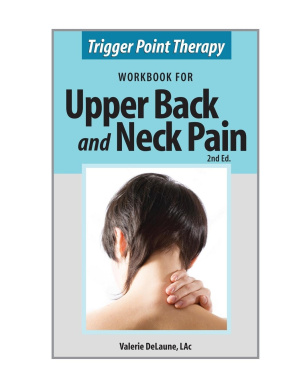 Trigger Point Therapy
WORKBOOK FOR
Upper Back
and Neck Pain
2nd Ed.
Valerie DeLaune, LAc